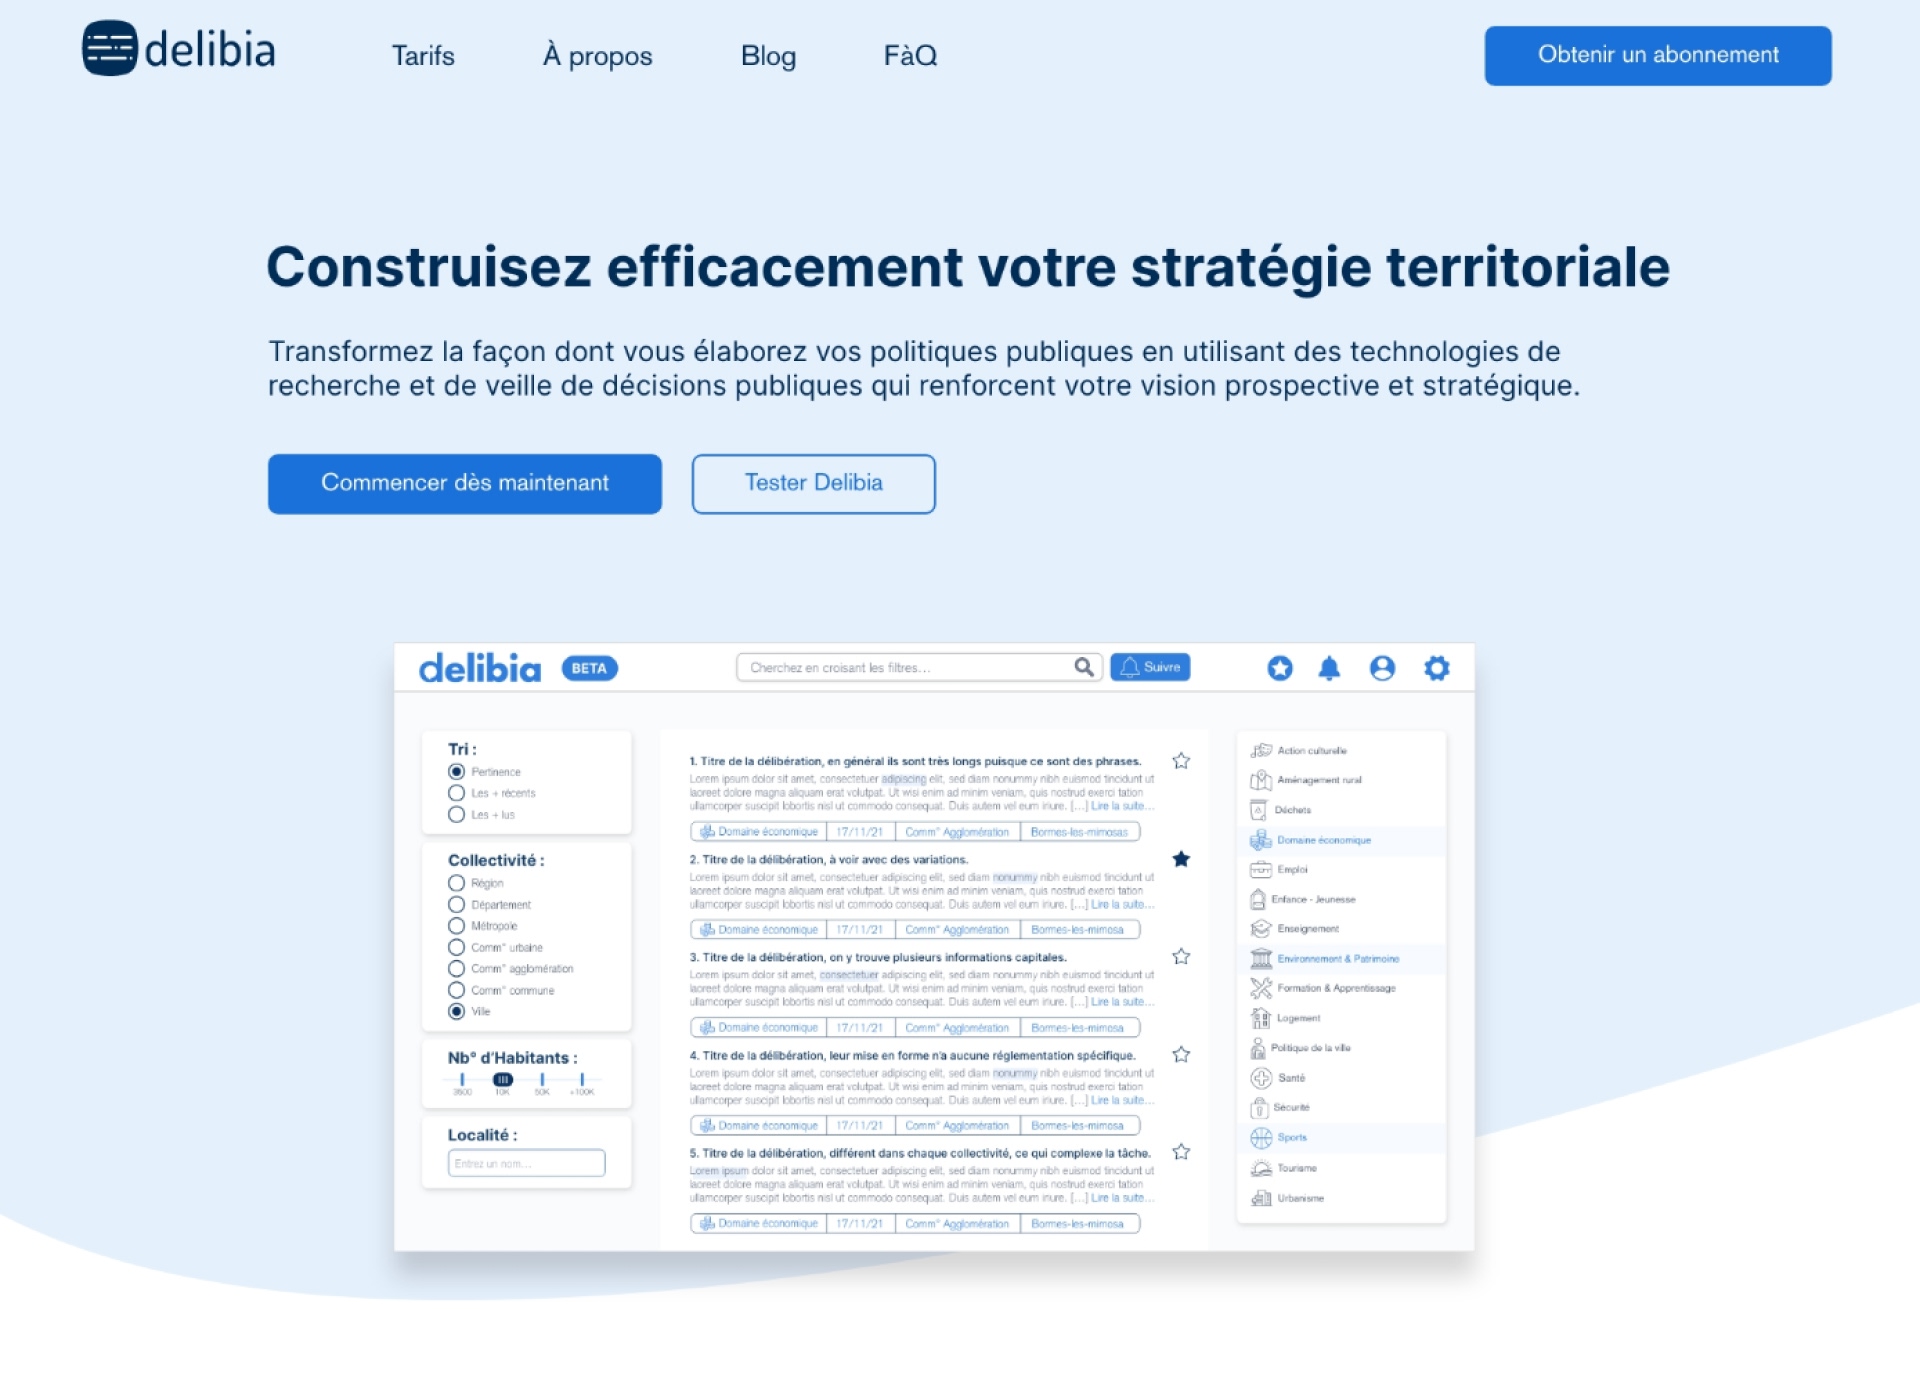 delibia
Tarifs
À propos
Blog
FàQ
Obtenir un abonnement
Construisez efficacement votre stratégie territoriale
Transformez la façon dont vous élaborez vos politiques publiques en utilisant des technologies de
recherche et de veille de décisions publiques qui renforcent votre vision prospective et stratégique.
Commencer dès maintenant
Tester Delibia
delibia BETA
Cherchez en croisant les filtres...
Suivre
Tri :
Pertinence
Les + récents
Les + lus
Collectivité :
Région
Département
Métropole
Comm° urbaine
Comm° agglomération
Comm° commune
Ville
Nb° d'Habitants :
3500 10K 50K +100K
Localité :
Entrez un nom...
1. Titre de la délibération, en général ils sont très longs puisque ce sont des phrases.
Lorem ipsum dolor sit amet, consectetuer adipiscing elit, sed diam nonummy nibh euismod tincidunt ut
laoreet dolore magna aliquam erat volutpat. Ut wisi enim ad minim veniam, quis nostrud exerci tation
ullamcorper suscipit lobortis nisl ut commodo consequat. Duis autem vel eum iriure. [...] Lire la suite...
Domaine économique 17/11/21 Comm° Agglomération Bormes-les-mimosas
2. Titre de la délibération, à voir avec des variations.
Lorem ipsum dolor sit amet, consectetuer adipiscing elit, sed diam nonummy nibh euismod tincidunt ut
laoreet dolore magna aliquam erat volutpat. Ut wisi enim ad minim veniam, quis nostrud exerci tation
ullamcorper suscipit lobortis nisl ut commodo consequat. Duis autem vel eum iriure. [...] Lire la suite...
Domaine économique 17/11/21 Comm° Agglomération Bormes-les-mimosa
3. Titre de la délibération, on y trouve plusieurs informations capitales.
Lorem ipsum dolor sit amet, consectetuer adipiscing elit, sed diam nonummy nibh euismod tincidunt ut
laoreet dolore magna aliquam erat volutpat. Ut wisi enim ad minim veniam, quis nostrud exerci tation
ullamcorper suscipit lobortis nisl ut commodo consequat. Duis autem vel eum iriure. [...] Lire la suite...
Domaine économique 17/11/21 Comm° Agglomération Bormes-les-mimosa
4. Titre de la délibération, leur mise en forme n'a aucune réglementation spécifique.
Lorem ipsum dolor sit amet, consectetuer adipiscing elit, sed diam nonummy nibh euismod tincidunt ut
laoreet dolore magna aliquam erat volutpat. Ut wisi enim ad minim veniam, quis nostrud exerci tation
ullamcorper suscipit lobortis nisl ut commodo consequat. Duis autem vel eum iriure. [...] Lire la suite...
Domaine économique 17/11/21 Comm° Agglomération Bormes-les-mimosa
5. Titre de la délibération, différent dans chaque collectivité, ce qui complexe la tâche.
Lorem ipsum dolor sit amet, consectetuer adipiscing elit, sed diam nonummy nibh euismod tincidunt ut
laoreet dolore magna aliquam erat volutpat. Ut wisi enim ad minim veniam, quis nostrud exerci tation
ullamcorper suscipit lobortis nisl ut commodo consequat. Duis autem vel eum iriure. [...] Lire la suite...
Domaine économique 17/11/21 Comm° Agglomération Bormes-les-mimosa
Action culturelle
Aménagement rural
Déchets
Domaine économique
Emploi
Enfance - Jeunesse
Enseignement
Environnement & Patrimoine
Formation & Apprentissage
Logement
Politique de la ville
Santé
Sécurité
Sports
Tourisme
Urbanisme